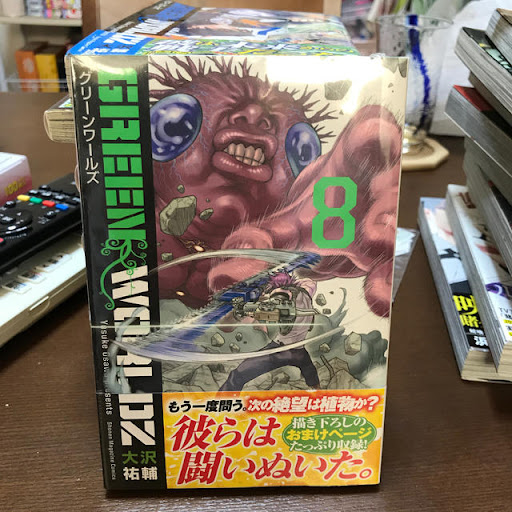 GREEN WORLDZ
グリーンワールズ
8
Yusuke Osawa presents
Shonen Magazine Comics
大沢
祐輔
もう一度問う。次の絶望は植物か?
彼らは
闘いぬいた。
描き下ろしの
おまけページ
たっぷり収録!